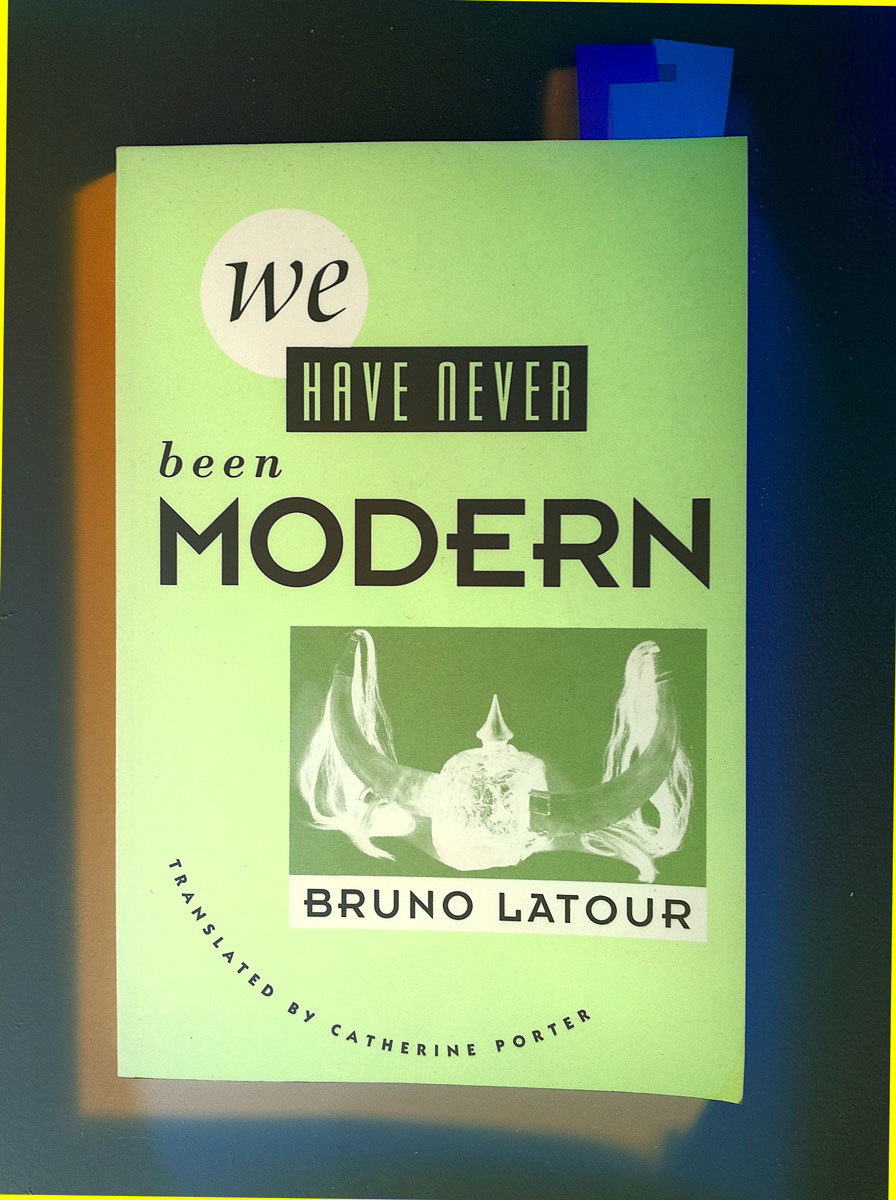 we
HAVE NEVER
been
MODERN
BRUNO LATOUR
TRANSLATED BY CATHERINE PORTER